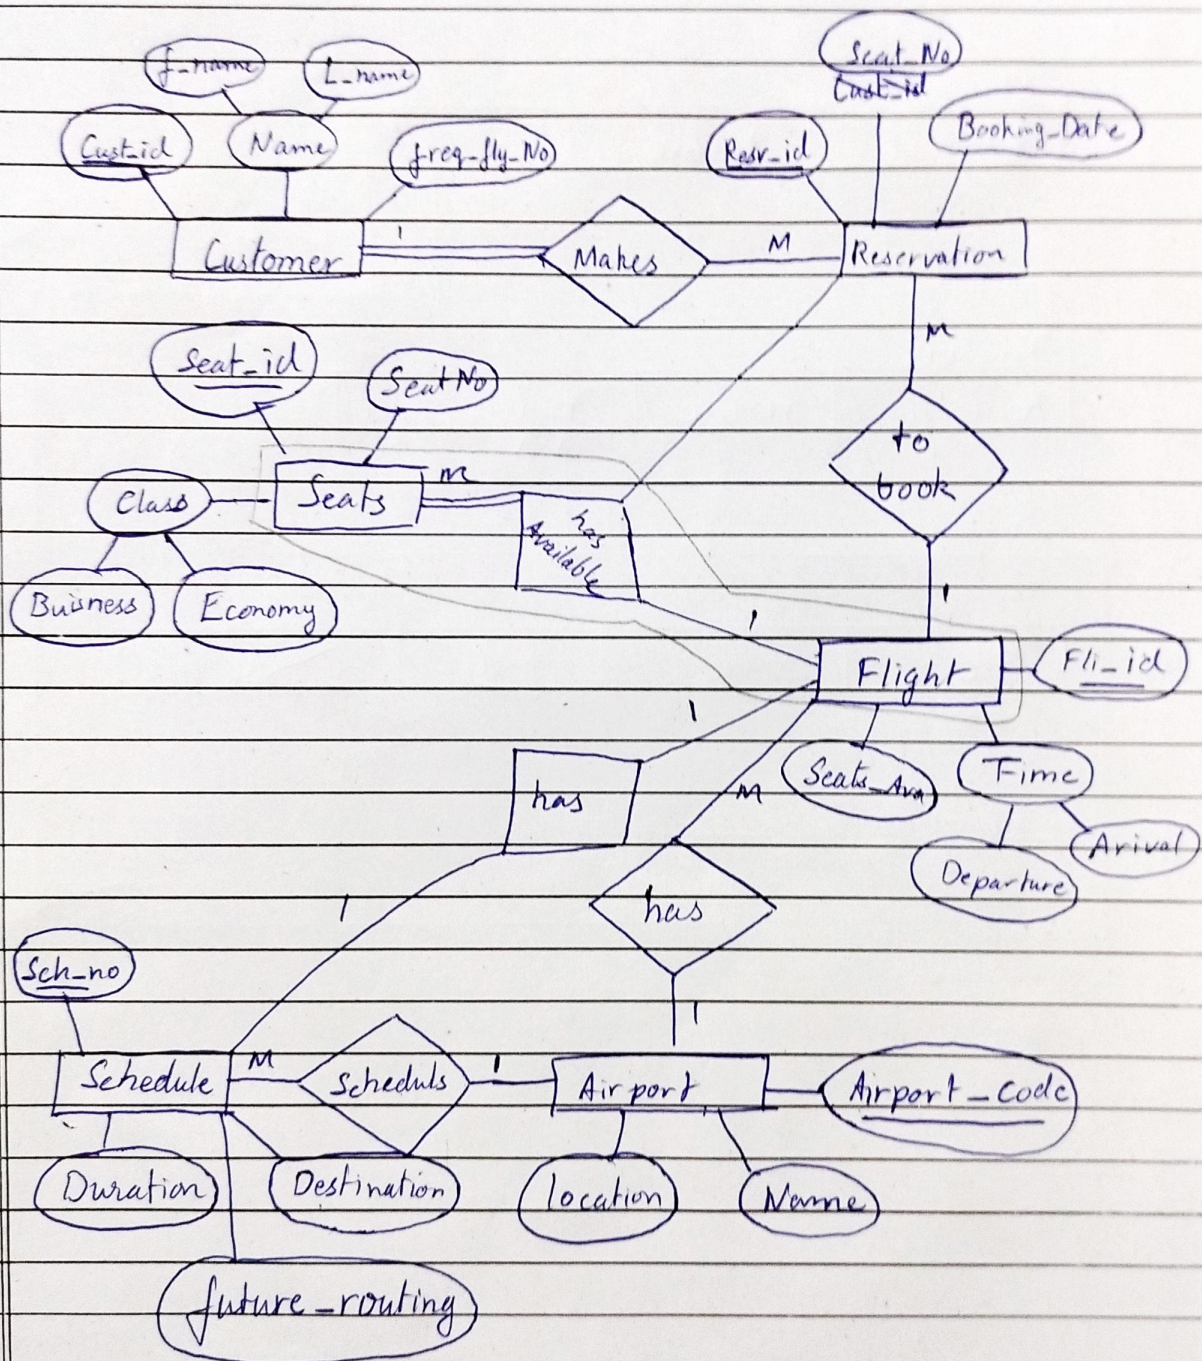 Seat_No
f_name
L_name
Cust_id
Booking_Date
Cust_id
Name
freq_fly_No
Resr_id
1
M
Customer
Makes
Reservation
M
Seat_id
SeatNo
to
book
M
Class
Seats
has
Available
Buisness
Economy
1
1
Flight
Fli_id
1
M
Seats_Ava
Time
has
Arival
Departure
1
has
Sch_no
1
M
1
Schedule
Scheduls
Airport
Airport_Code
Duration
Destination
location
Name
future_routing